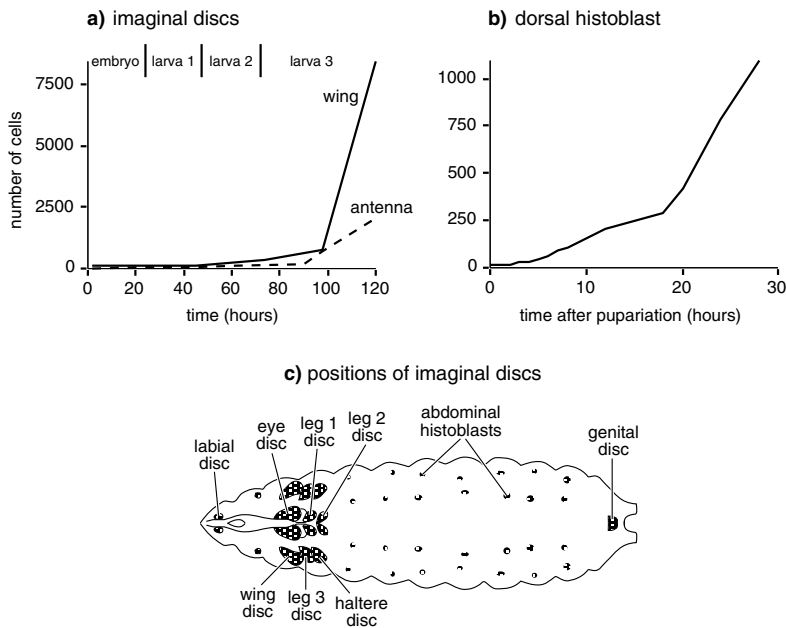 a) imaginal discs
embryo larva 1 larva 2 larva 3
7500
5000
2500
0
number of cells
wing
antenna
0 20 40 60 80 100 120
time (hours)
b) dorsal histoblast
1000
750
500
250
0
0 10 20 30
time after pupariation (hours)
c) positions of imaginal discs
labial
disc
eye
disc
leg 1
disc
leg 2
disc
abdominal
histoblasts
genital
disc
wing
disc
leg 3
disc
haltere
disc